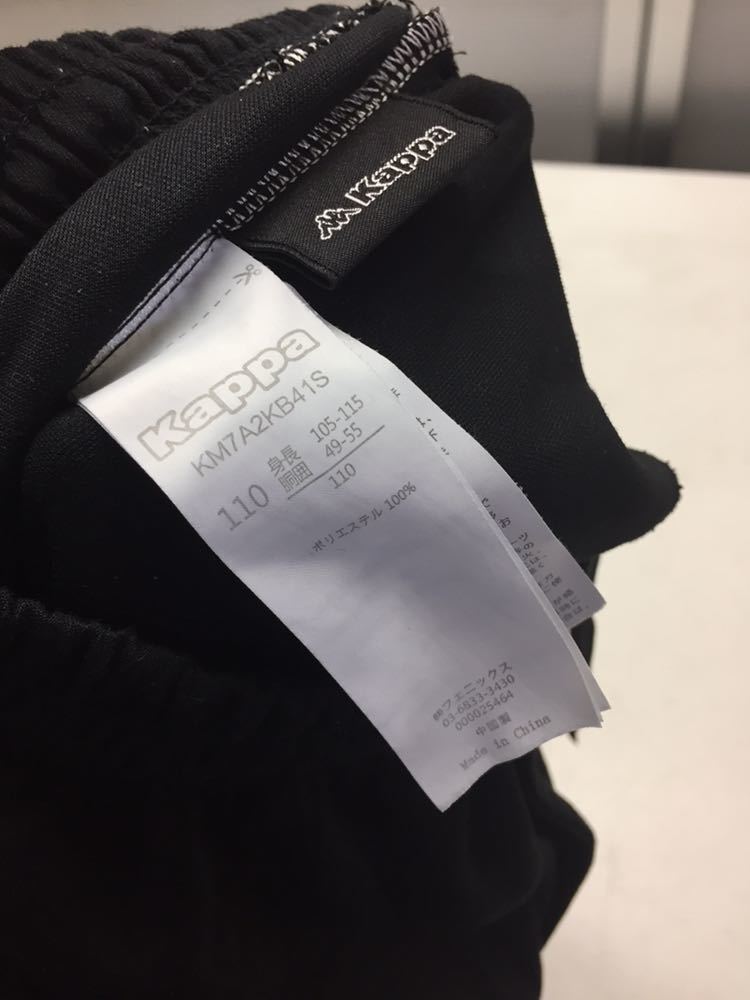 Kappa
Kappa
KM7A2KB41S
110
身長 105-115
胴囲 49-55
110
ポリエステル 100%
㈱フェニックス
03-6833-3430
000025464
中国製
Made in China